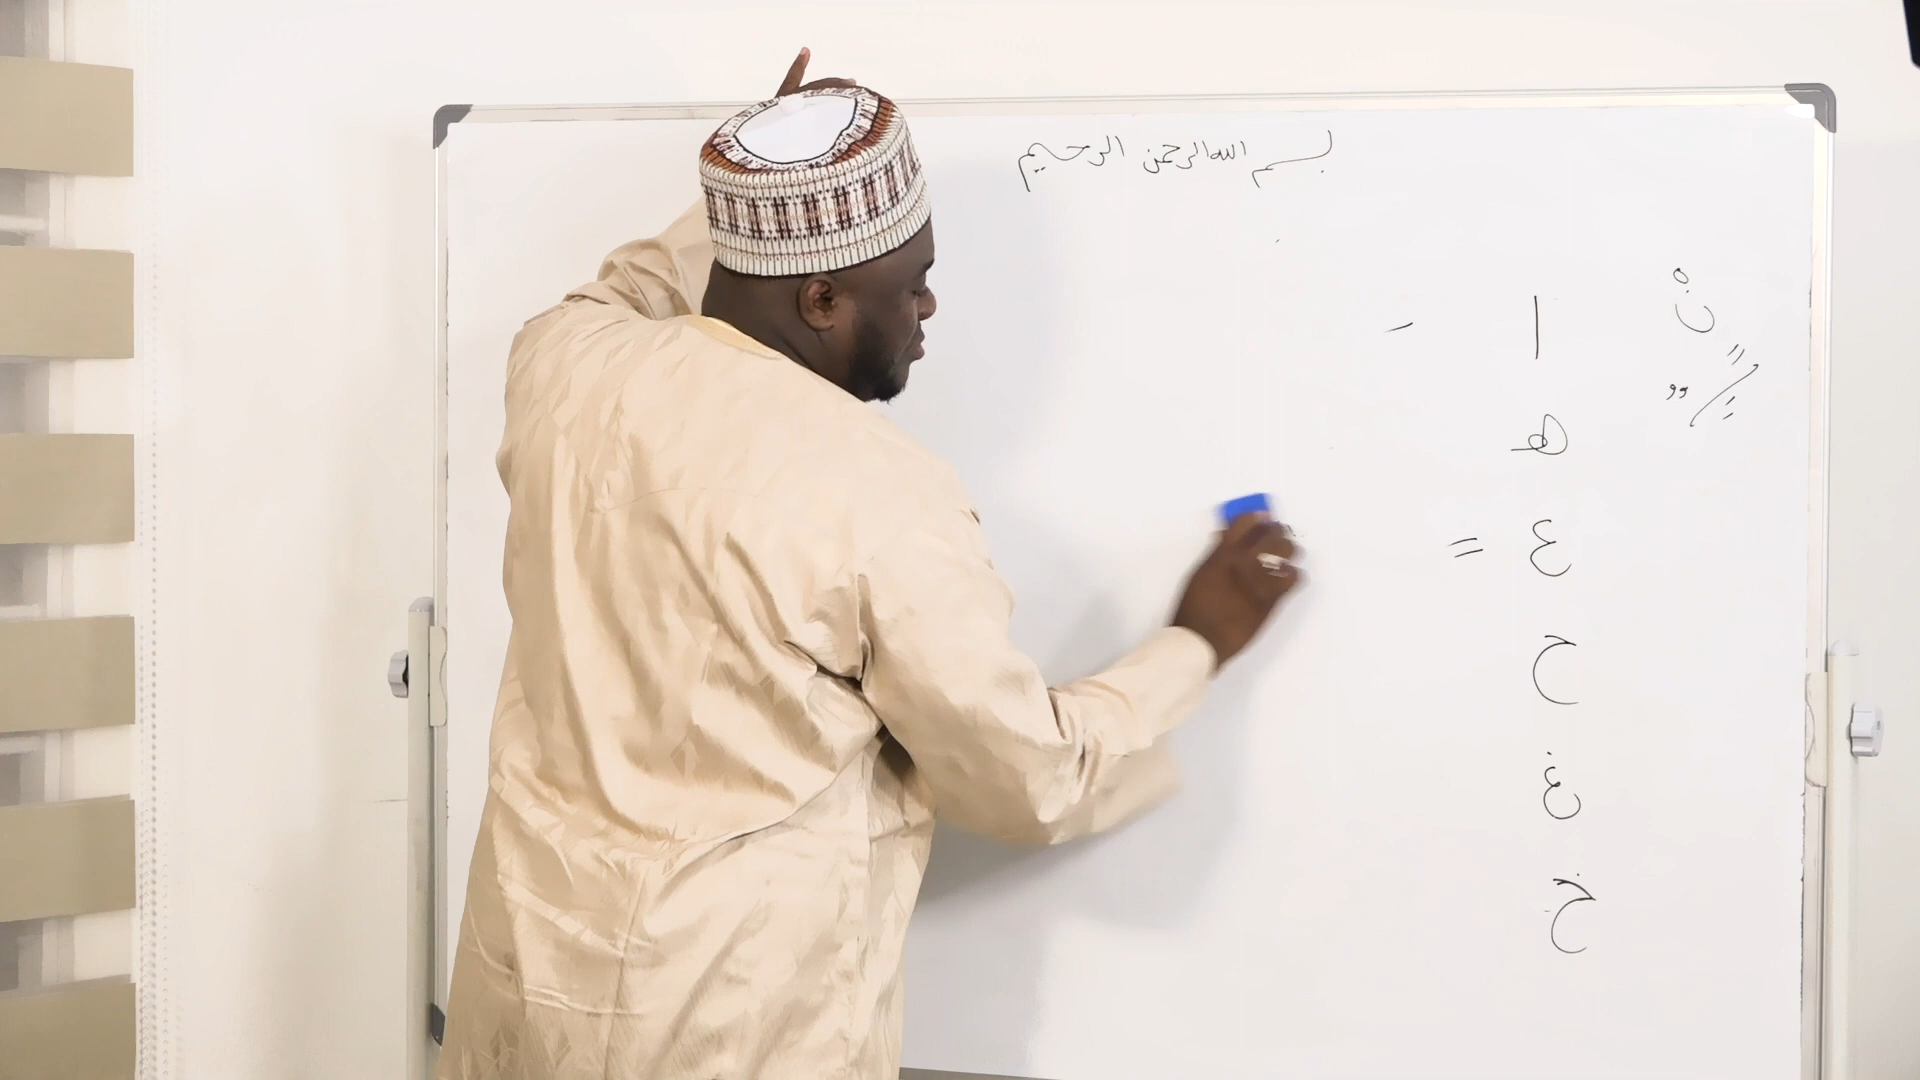 بسم الله الرحمن الرحيم
نْ
ا
ه
ع =
ح
غ
خ